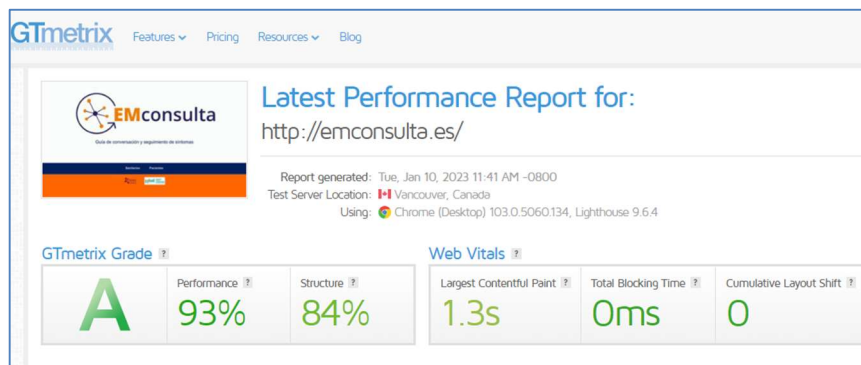 GTmetrix Features Pricing Resources Blog
EMconsulta
Guía de conversación y seguimiento de síntomas
Latest Performance Report for:
http://emconsulta.es/
Report generated: Tue, Jan 10, 2023 11:41 AM -0800
Test Server Location: Vancouver, Canada
Using: Chrome (Desktop) 103.0.5060.134, Lighthouse 9.6.4
GTmetrix Grade ?
Web Vitals ?
A
Performance ?
93%
Structure ?
84%
Largest Contentful Paint ?
1.3s
Total Blocking Time ?
0ms
Cumulative Layout Shift ?
0